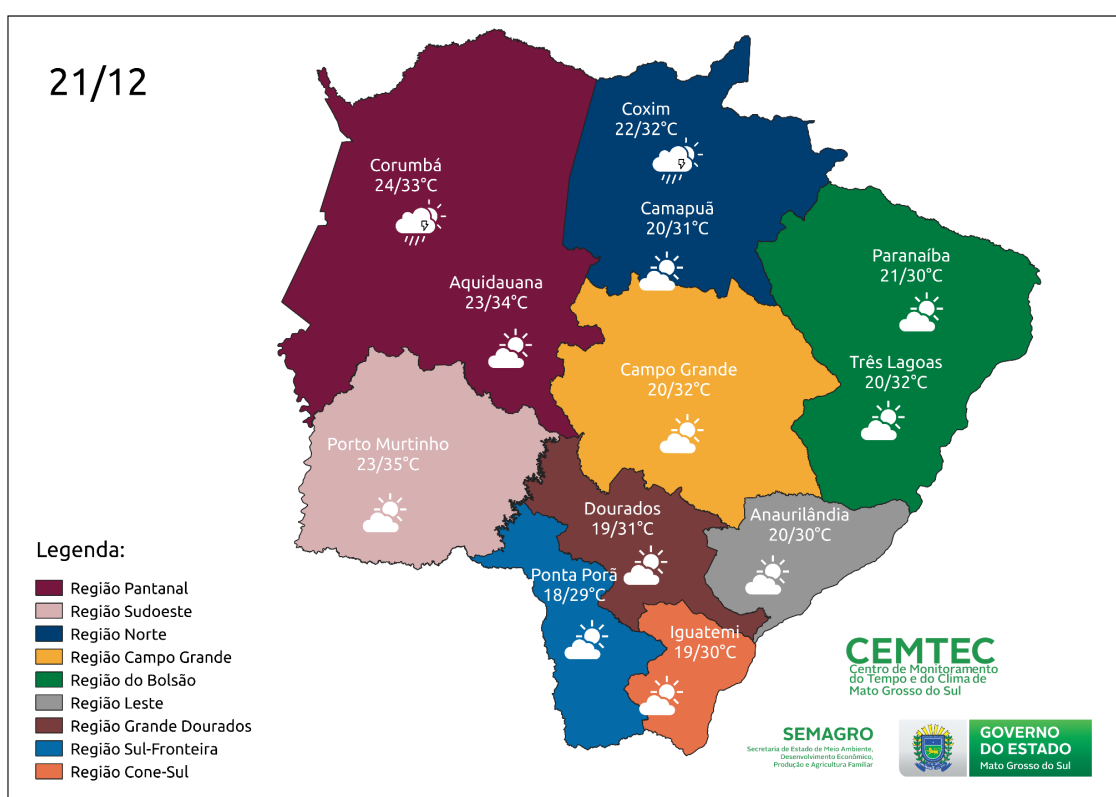 21/12
Coxim
22/32°C
Corumbá
24/33°C
Camapuã
20/31°C
Paranaíba
21/30°C
Aquidauana
23/34°C
Três Lagoas
20/32°C
Campo Grande
20/32°C
Porto Murtinho
23/35°C
Dourados
19/31°C
Anaurilândia
20/30°C
Ponta Porã
18/29°C
Iguatemi
19/30°C
Legenda:
Região Pantanal
Região Sudoeste
Região Norte
Região Campo Grande
Região do Bolsão
Região Leste
Região Grande Dourados
Região Sul-Fronteira
Região Cone-Sul
CEMTEC
Centro de Monitoramento
do Tempo e do Clima de
Mato Grosso do Sul
SEMAGRO
Secretaria de Estado de Meio Ambiente,
Desenvolvimento Econômico,
Produção e Agricultura Familiar
GOVERNO
DO ESTADO
Mato Grosso do Sul